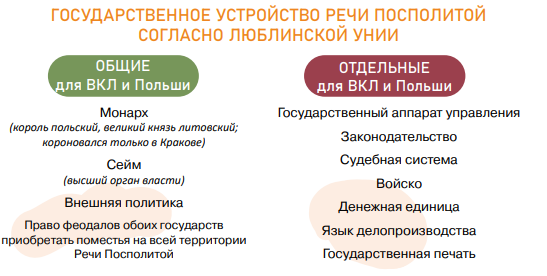 ГОСУДАРСТВЕННОЕ УСТРОЙСТВО РЕЧИ ПОСПОЛИТОЙ
СОГЛАСНО ЛЮБЛИНСКОЙ УНИИ
ОБЩИЕ
для ВКЛ и Польши
Монарх
(король польский, великий князь литовский;
короновался только в Кракове)
Сейм
(высший орган власти)
Внешняя политика
Право феодалов обоих государств
приобретать поместья на всей территории
Речи Посполитой
ОТДЕЛЬНЫЕ
для ВКЛ и Польши
Государственный аппарат управления
Законодательство
Судебная система
Войско
Денежная единица
Язык делопроизводства
Государственная печать